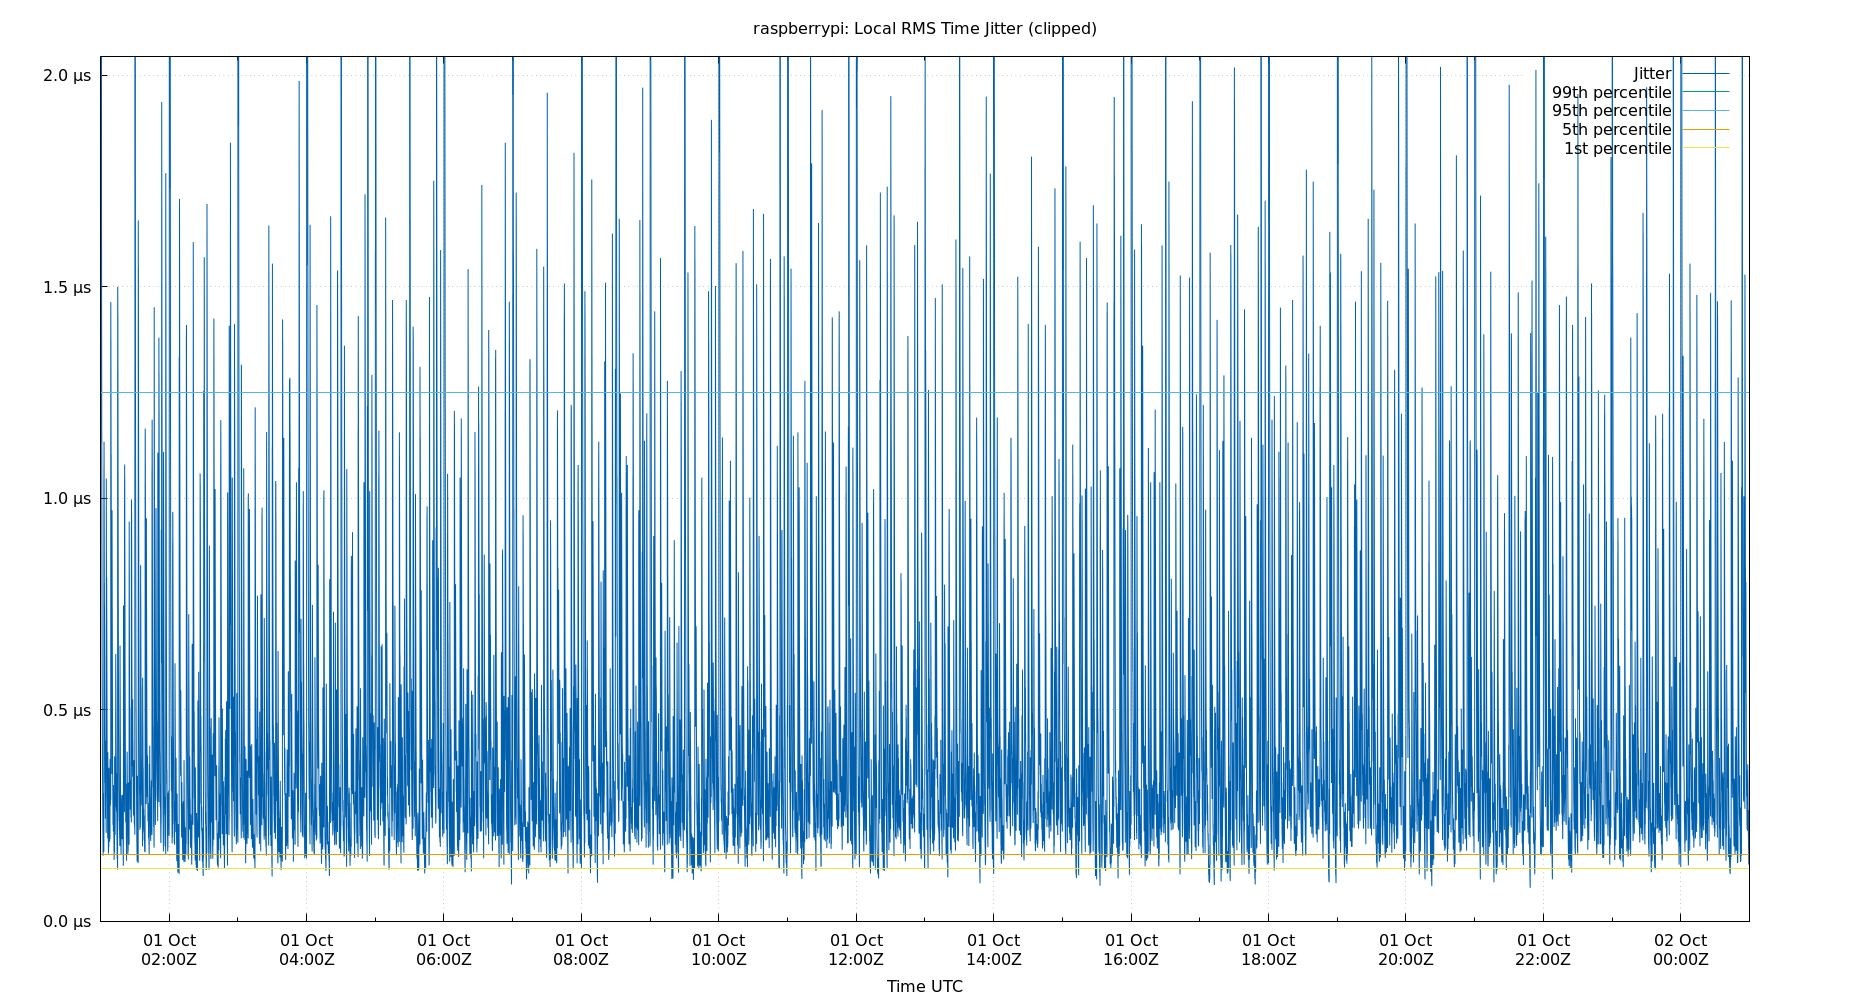 raspberrypi: Local RMS Time Jitter (clipped)
2.0 µs
1.5 µs
1.0 µs
0.5 µs
0.0 µs
Jitter
99th percentile
95th percentile
5th percentile
1st percentile
01 Oct 01 Oct 01 Oct 01 Oct 01 Oct 01 Oct 01 Oct 01 Oct 01 Oct 01 Oct 01 Oct 02 Oct
02:00Z 04:00Z 06:00Z 08:00Z 10:00Z 12:00Z 14:00Z 16:00Z 18:00Z 20:00Z 22:00Z 00:00Z
Time UTC